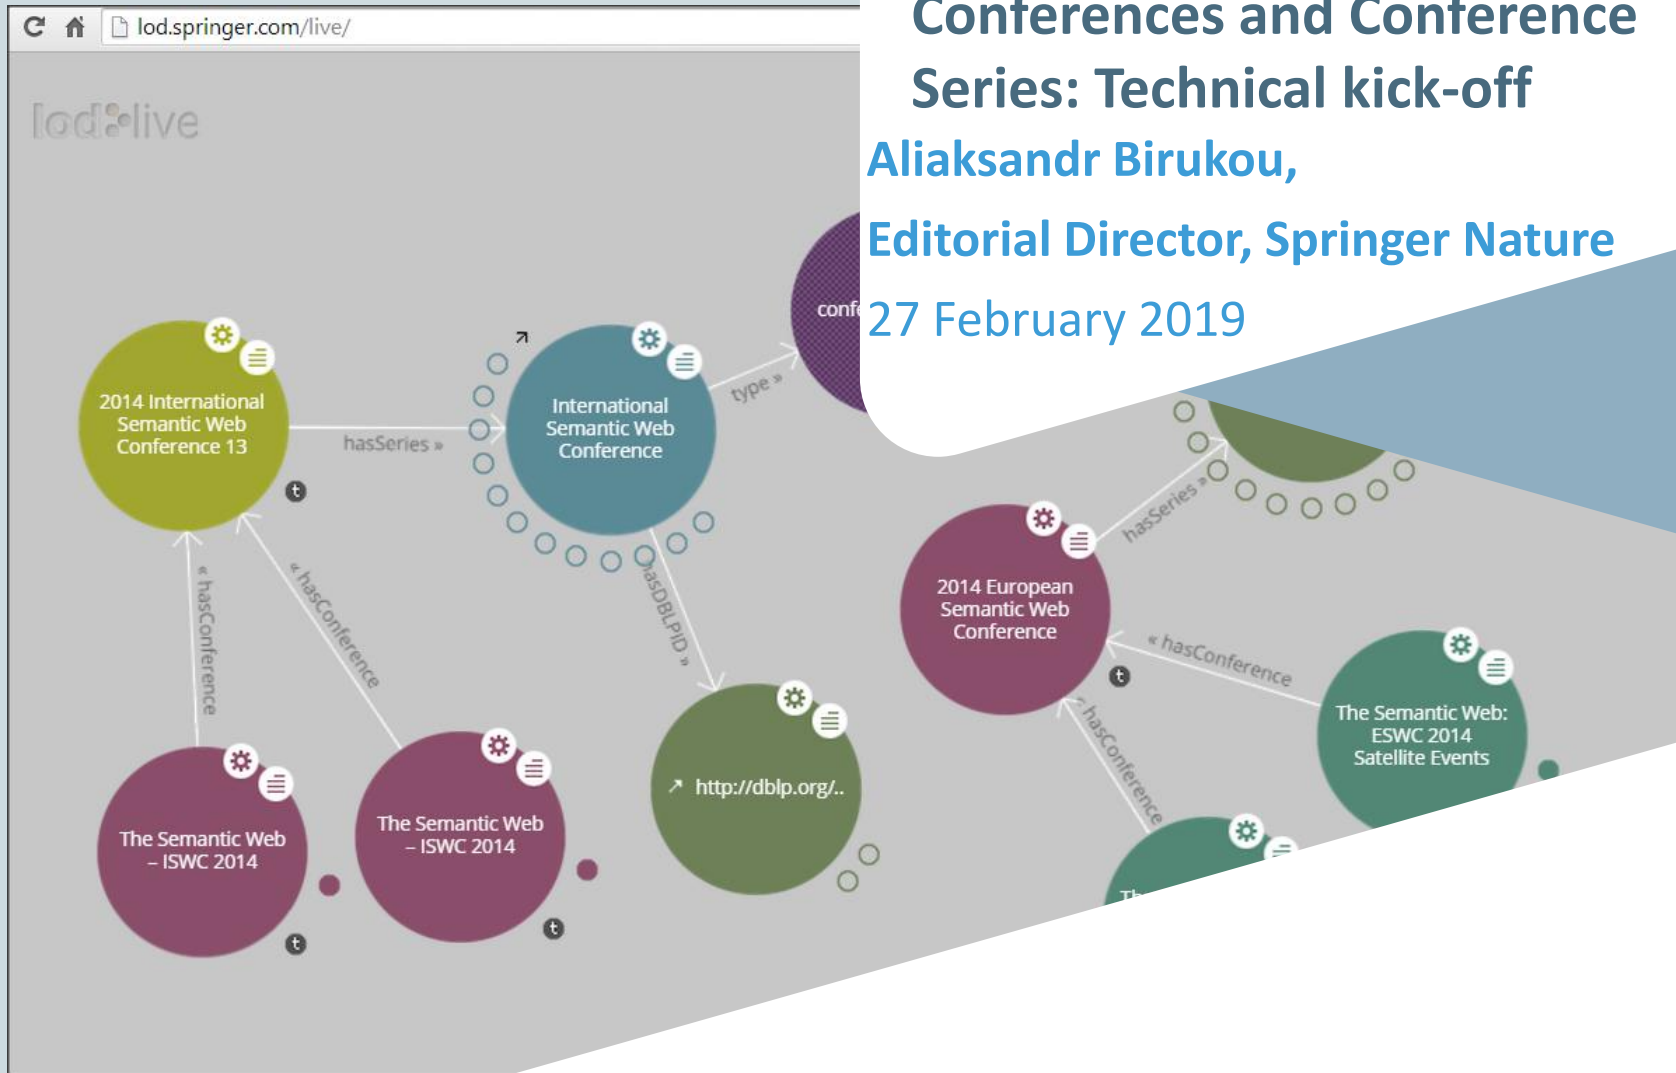 lod.springer.com/live/
lod live
Conferences and Conference
Series: Technical kick-off
Aliaksandr Birukou,
Editorial Director, Springer Nature
27 February 2019
2014 International
Semantic Web
Conference 13
hasSeries »
International
Semantic Web
Conference
type »
hasDBLPID »
« hasConference
« hasConference
t
The Semantic Web
– ISWC 2014
t
The Semantic Web
– ISWC 2014
t
↗ http://dblp.org/..
hasSeries »
2014 European
Semantic Web
Conference
t
« hasConference
hasConference
The Semantic Web:
ESWC 2014
Satellite Events